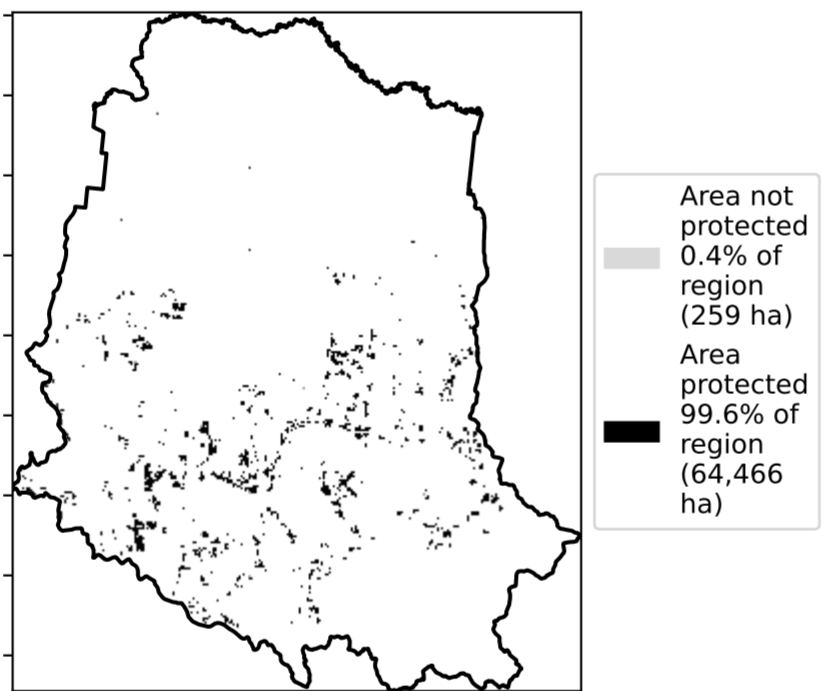 Area not
protected
0.4% of
region
(259 ha)
Area
protected
99.6% of
region
(64,466
ha)